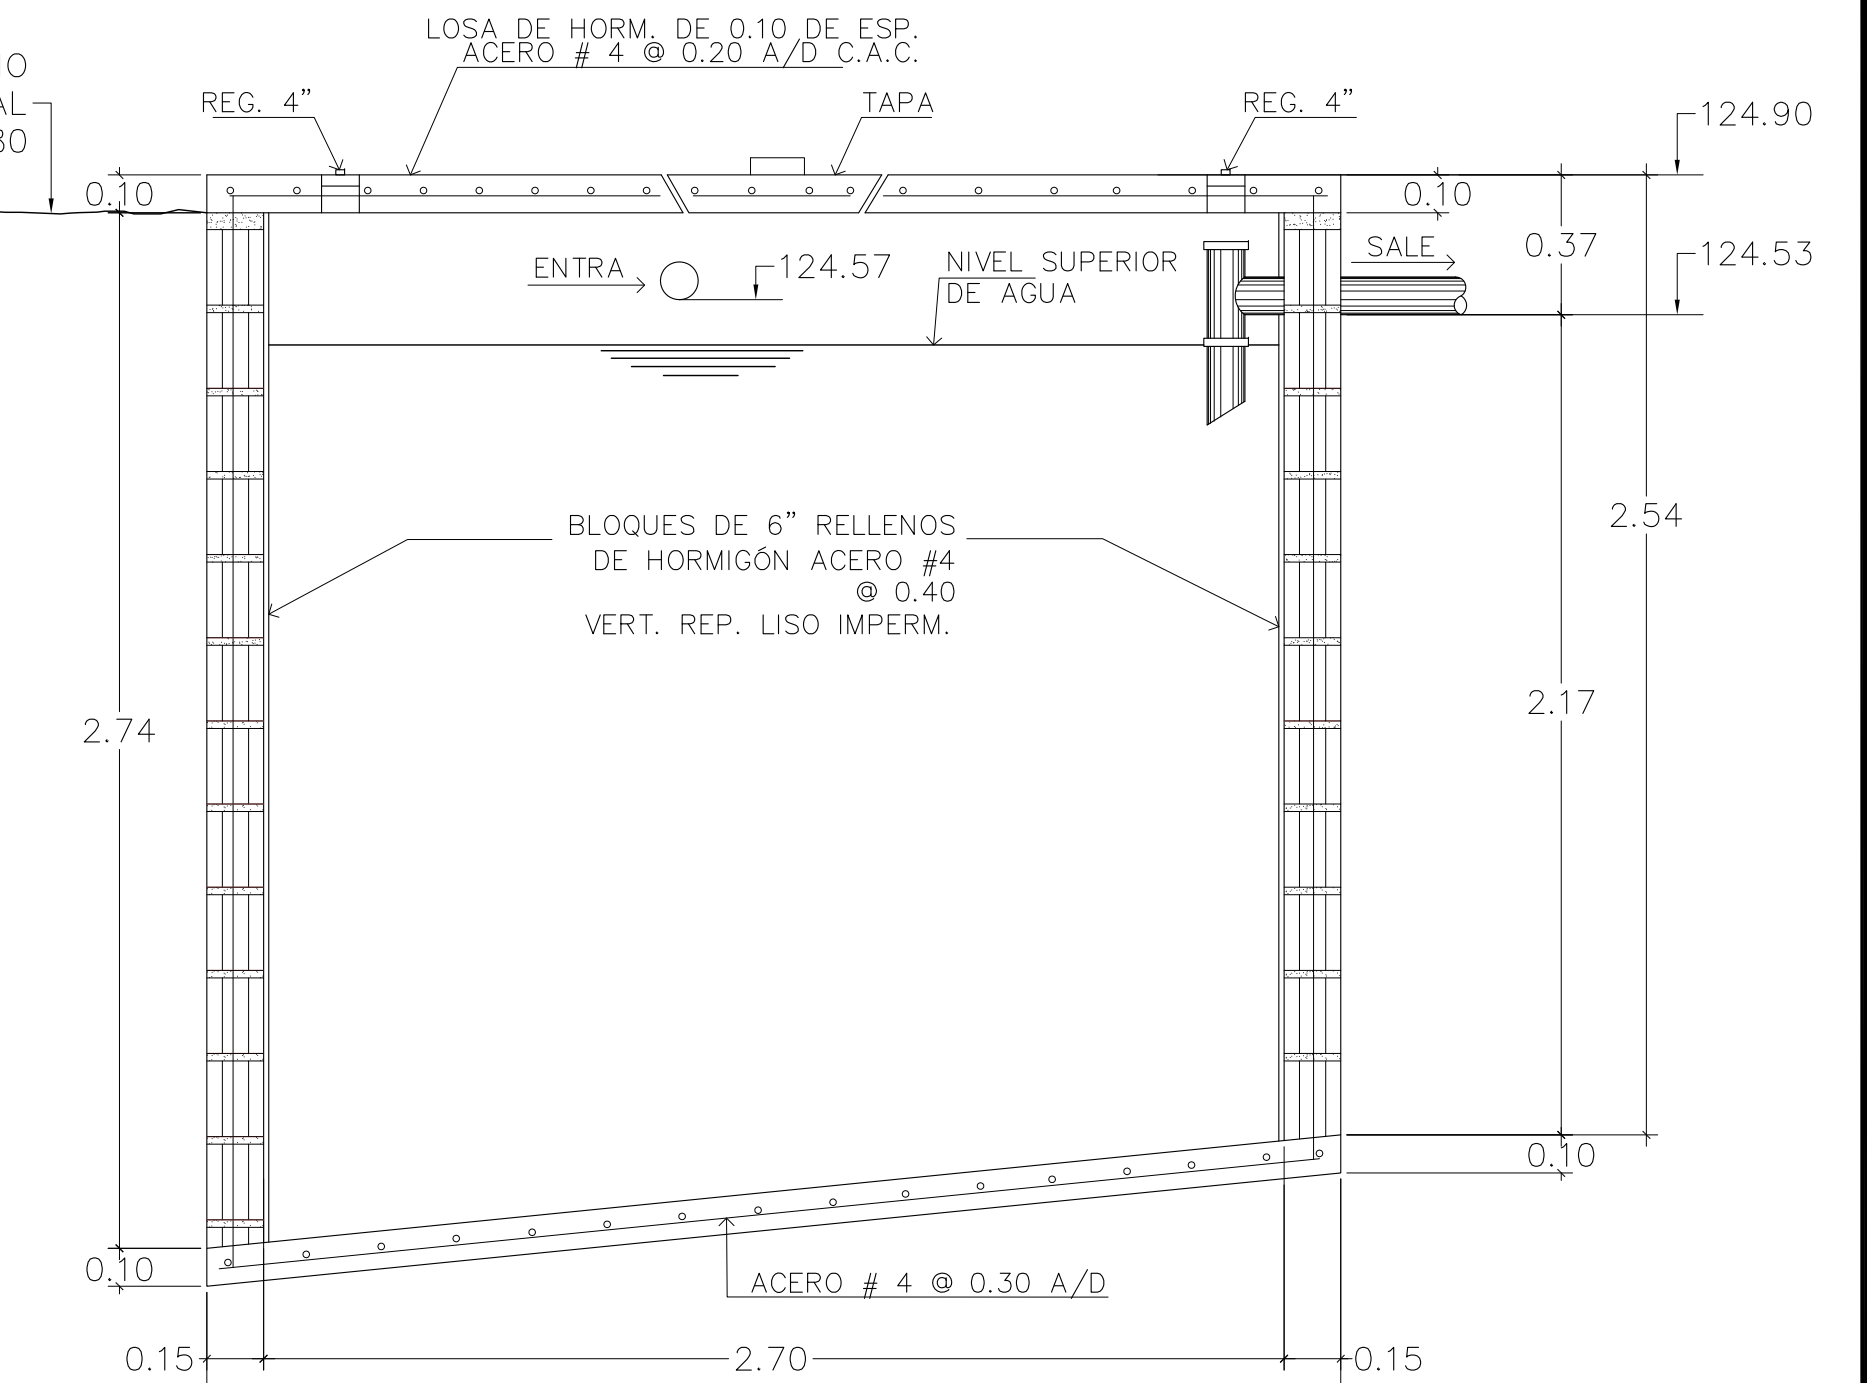 LOSA DE HORM. DE 0.10 DE ESP.
ACERO # 4 @ 0.20 A/D C.A.C.
REG. 4”
TAPA
REG. 4”
124.90
0.10
0.10
0.37
SALE
124.53
ENTRA
124.57
NIVEL SUPERIOR
DE AGUA
2.54
BLOQUES DE 6” RELLENOS
DE HORMIGÓN ACERO #4
@ 0.40
VERT. REP. LISO IMPERM.
2.74
2.17
0.10
0.10
ACERO # 4 @ 0.30 A/D
0.15
2.70
0.15